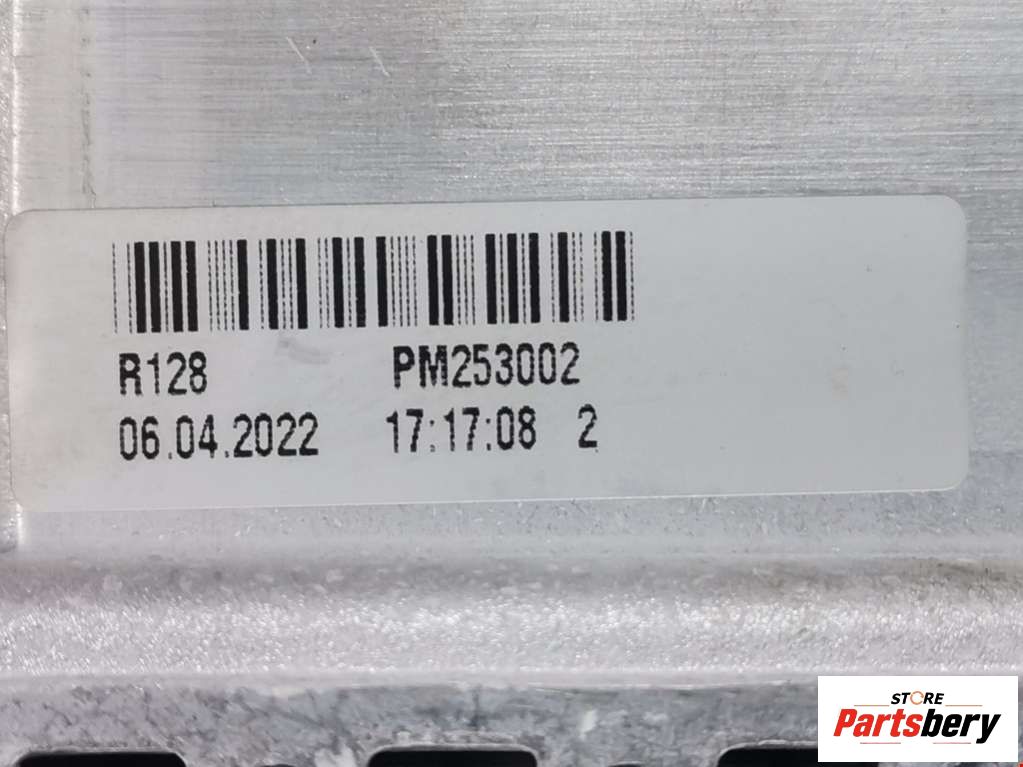 R128 PM253002
06.04.2022 17:17:08 2
STORE
Partsbery